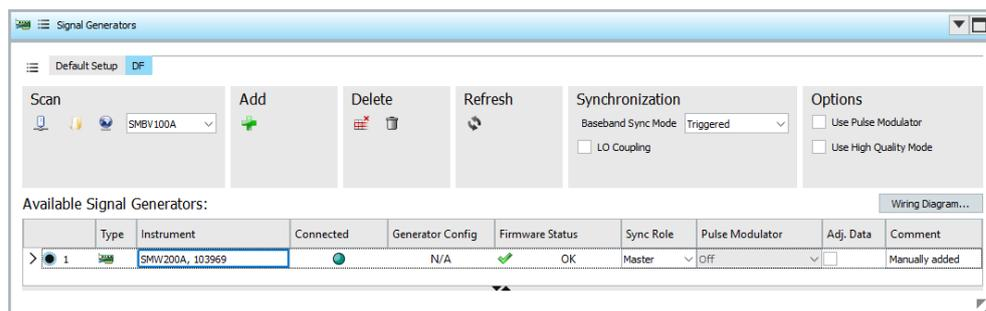 Signal Generators
Default Setup DF
Scan Add Delete Refresh Synchronization Options
SMBV100A Baseband Sync Mode Triggered Use Pulse Modulator
LO Coupling Use High Quality Mode
Available Signal Generators: Wiring Diagram...
Type Instrument Connected Generator Config Firmware Status Sync Role Pulse Modulator Adj. Data Comment
1 SMW200A, 103969 N/A OK Master Off Manually added